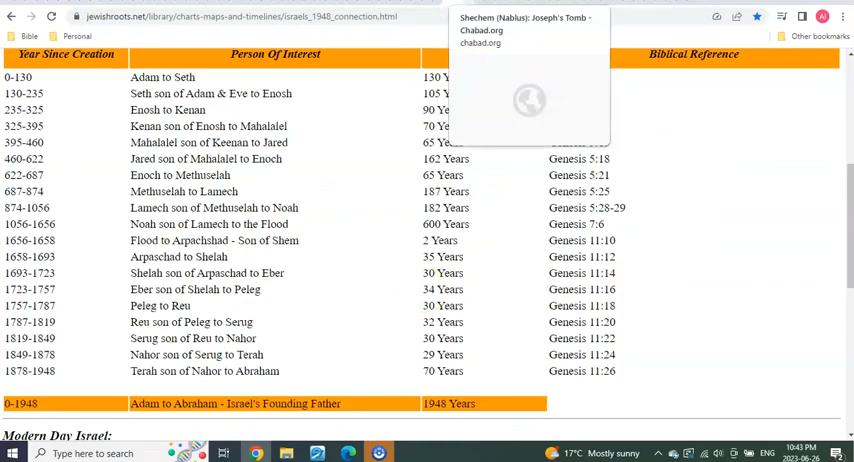 jewishroots.net/library/charts-maps-and-timelines/israels_1948_connection.html
AI
Bible
Personal
Other bookmarks
Shechem (Nablus): Joseph's Tomb -
Chabad.org
chabad.org
Year Since Creation Person Of Interest Biblical Reference
0-130 Adam to Seth 130
130-235 Seth son of Adam & Eve to Enosh 105
235-325 Enosh to Kenan 90
325-395 Kenan son of Enosh to Mahalalel 70
395-460 Mahalalel son of Keenan to Jared 65
460-622 Jared son of Mahalalel to Enoch 162 Years Genesis 5:18
622-687 Enoch to Methuselah 65 Years Genesis 5:21
687-874 Methuselah to Lamech 187 Years Genesis 5:25
874-1056 Lamech son of Methuselah to Noah 182 Years Genesis 5:28-29
1056-1656 Noah son of Lamech to the Flood 600 Years Genesis 7:6
1656-1658 Flood to Arpachshad - Son of Shem 2 Years Genesis 11:10
1658-1693 Arpaschad to Shelah 35 Years Genesis 11:12
1693-1723 Shelah son of Arpaschad to Eber 30 Years Genesis 11:14
1723-1757 Eber son of Shelah to Peleg 34 Years Genesis 11:16
1757-1787 Peleg to Reu 30 Years Genesis 11:18
1787-1819 Reu son of Peleg to Serug 32 Years Genesis 11:20
1819-1849 Serug son of Reu to Nahor 30 Years Genesis 11:22
1849-1878 Nahor son of Serug to Terah 29 Years Genesis 11:24
1878-1948 Terah son of Nahor to Abraham 70 Years Genesis 11:26
0-1948 Adam to Abraham - Israel's Founding Father 1948 Years
Modern Day Israel:
Type here to search
17°C Mostly sunny
ENG
10:43 PM
2023-06-26
2